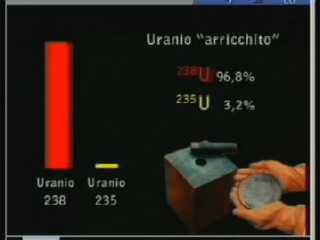 Uranio "arricchito"
²³⁸U 96,8%
²³⁵U 3,2%
Uranio Uranio
238 235